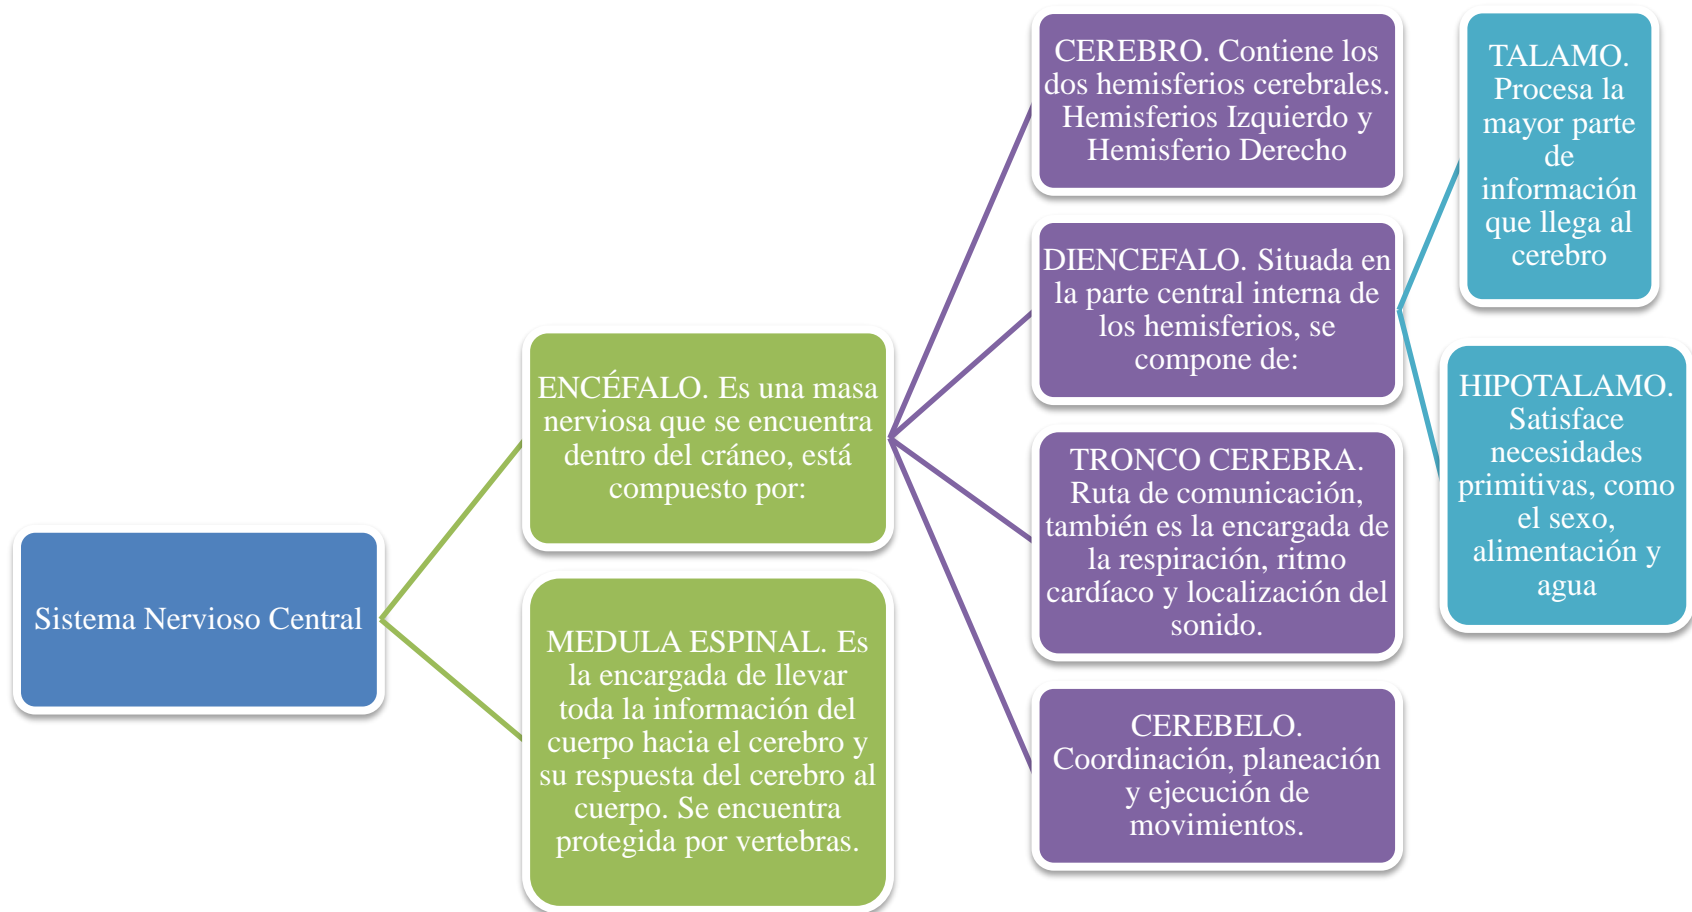 Sistema Nervioso Central
ENCÉFALO. Es una masa
nerviosa que se encuentra
dentro del cráneo, está
compuesto por:
MEDULA ESPINAL. Es
la encargada de llevar
toda la información del
cuerpo hacia el cerebro y
su respuesta del cerebro al
cuerpo. Se encuentra
protegida por vertebras.
CEREBRO. Contiene los
dos hemisferios cerebrales.
Hemisferios Izquierdo y
Hemisferio Derecho
DIENCEFALO. Situada en
la parte central interna de
los hemisferios, se
compone de:
TRONCO CEREBRA.
Ruta de comunicación,
también es la encargada de
la respiración, ritmo
cardíaco y localización del
sonido.
CEREBELO.
Coordinación, planeación
y ejecución de
movimientos.
TALAMO.
Procesa la
mayor parte
de
información
que llega al
cerebro
HIPOTALAMO.
Satisface
necesidades
primitivas, como
el sexo,
alimentación y
agua